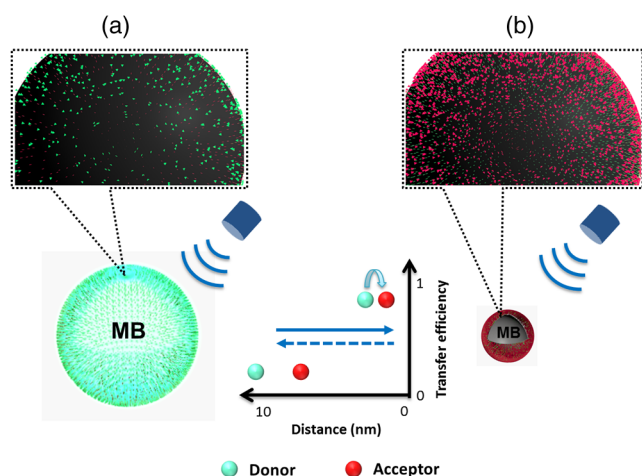 (a)
(b)
MB
MB
1
Transfer efficiency
0
10
0
Distance (nm)
Donor
Acceptor